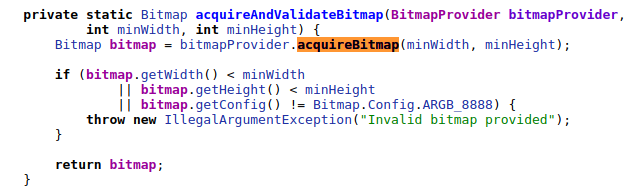 private static Bitmap acquireAndValidateBitmap(BitmapProvider bitmapProvider,
        int minWidth, int minHeight) {
    Bitmap bitmap = bitmapProvider.acquireBitmap(minWidth, minHeight);

    if (bitmap.getWidth() < minWidth
            || bitmap.getHeight() < minHeight
            || bitmap.getConfig() != Bitmap.Config.ARGB_8888) {
        throw new IllegalArgumentException("Invalid bitmap provided");
    }

    return bitmap;
}